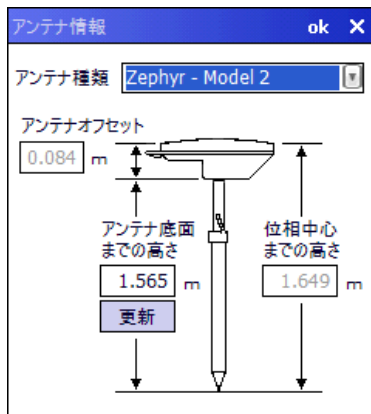 アンテナ情報 ok ×
アンテナ種類 Zephyr - Model 2
アンテナオフセット
0.084 m
アンテナ底面
までの高さ
1.565 m
更新
位相中心
までの高さ
1.649 m